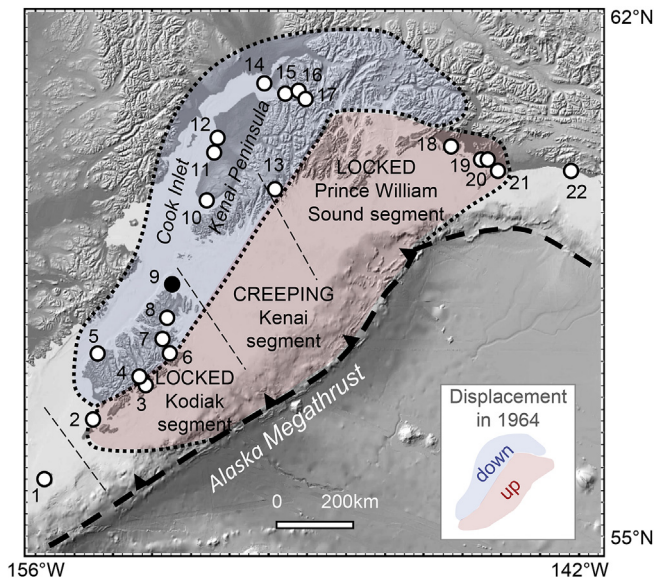 62°N
14
15
16
17
12
11
Cook Inlet
Kenai Peninsula
10
13
18
19
20
21
22
LOCKED
Prince William
Sound segment
9
8
7
6
5
4
3
2
1
CREEPING
Kenai
segment
LOCKED
Kodiak
segment
Alaska Megathrust
0 200km
Displacement
in 1964
down
up
55°N
156°W
142°W